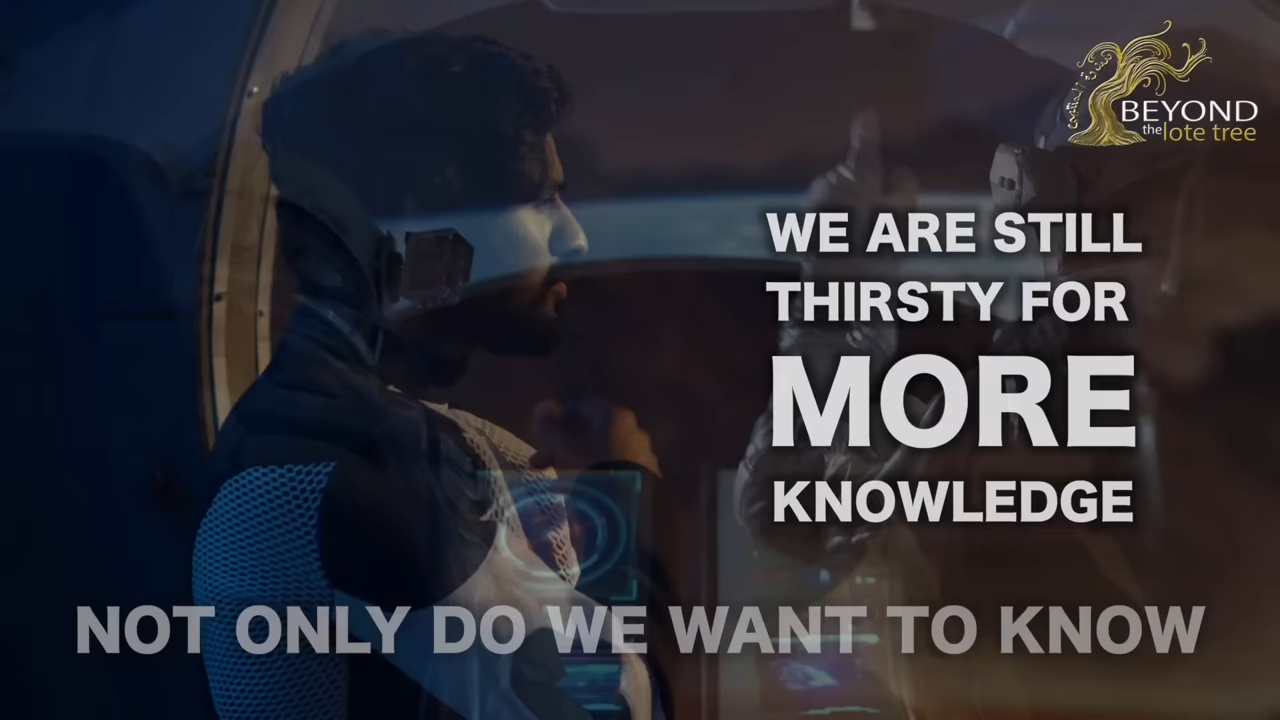 BEYOND
the lote tree
WE ARE STILL
THIRSTY FOR
MORE
KNOWLEDGE
NOT ONLY DO WE WANT TO KNOW